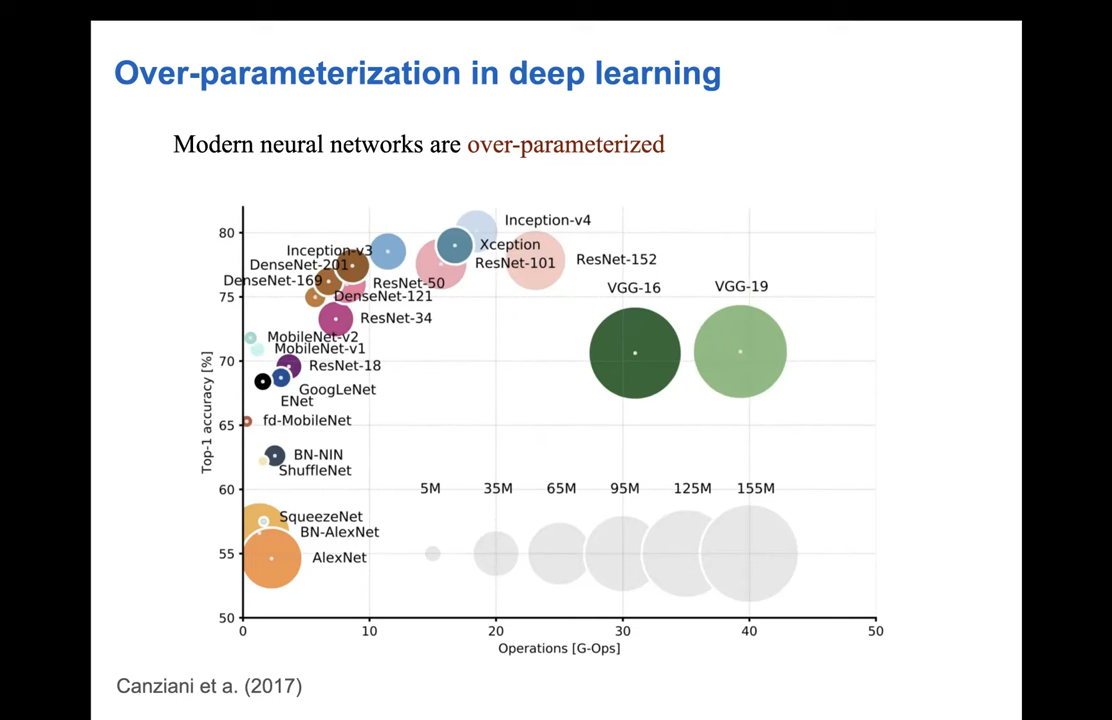 Over-parameterization in deep learning
Modern neural networks are over-parameterized
80
75
70
65
60
55
50
Top-1 accuracy [%]
Inception-v4
Inception-v3
Xception
DenseNet-201
ResNet-101
ResNet-152
DenseNet-169
ResNet-50
VGG-16
VGG-19
DenseNet-121
ResNet-34
MobileNet-v2
MobileNet-v1
ResNet-18
GoogLeNet
ENet
fd-MobileNet
BN-NIN
ShuffleNet
5M 35M 65M 95M 125M 155M
SqueezeNet
BN-AlexNet
AlexNet
0 10 20 30 40 50
Operations [G-Ops]
Canziani et a. (2017)